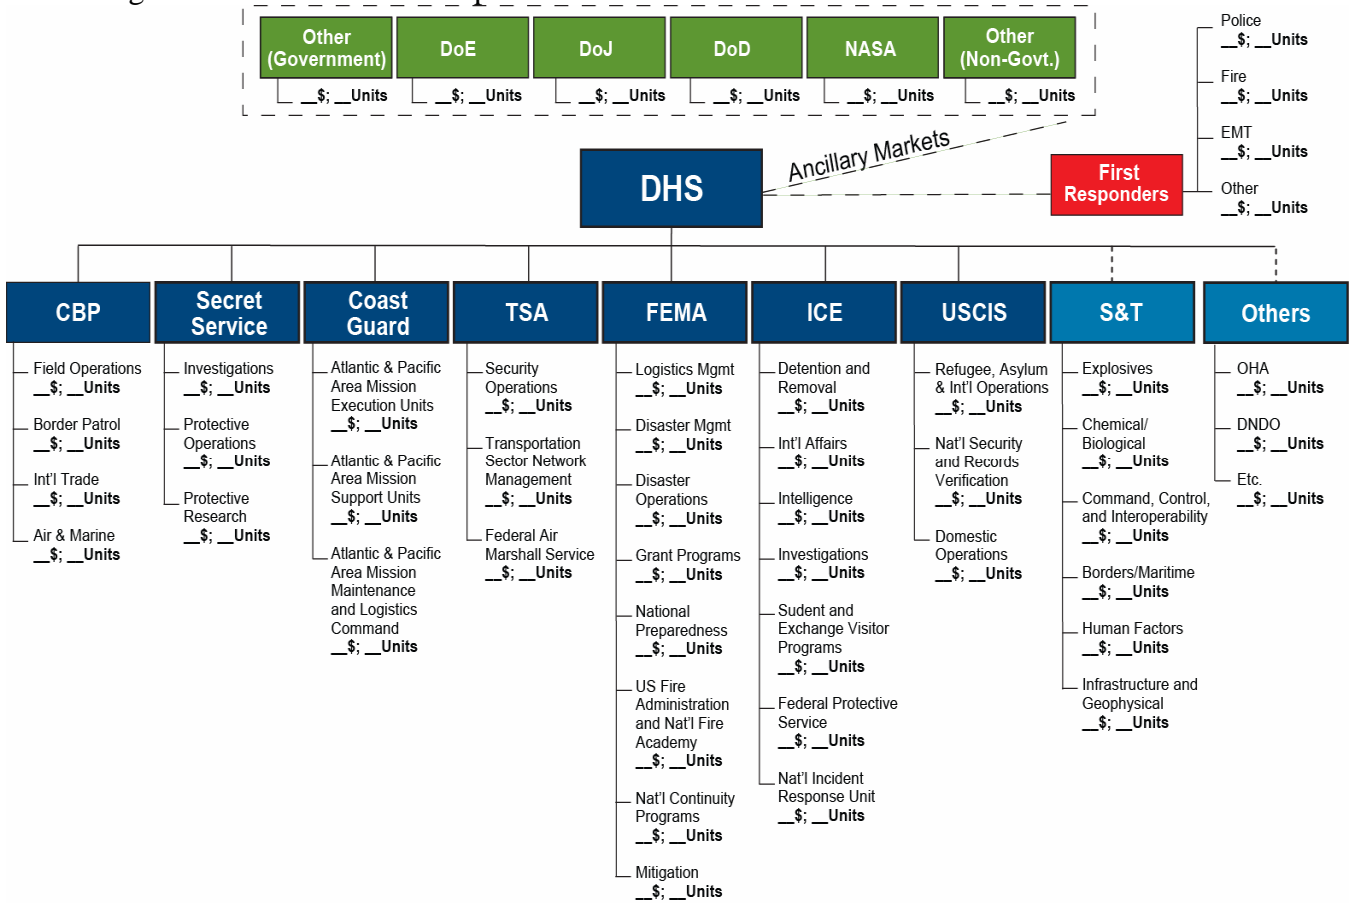 Other
(Government)
DoE
DoJ
DoD
NASA
Other
(Non-Govt.)
__$; __Units
__$; __Units
__$; __Units
__$; __Units
__$; __Units
__$; __Units
Police
__$; __Units
Fire
__$; __Units
EMT
__$; __Units
Other
__$; __Units
First
Responders
Ancillary Markets
DHS
CBP
Field Operations
__$; __Units
Border Patrol
__$; __Units
Int'l Trade
__$; __Units
Air & Marine
__$; __Units
Secret
Service
Investigations
__$; __Units
Protective
Operations
__$; __Units
Protective
Research
__$; __Units
Coast
Guard
Atlantic & Pacific
Area Mission
Execution Units
__$; __Units
Atlantic & Pacific
Area Mission
Support Units
__$; __Units
Atlantic & Pacific
Area Mission
Maintenance
and Logistics
Command
__$; __Units
TSA
Security
Operations
__$; __Units
Transportation
Sector Network
Management
__$; __Units
Federal Air
Marshall Service
__$; __Units
FEMA
Logistics Mgmt
__$; __Units
Disaster Mgmt
__$; __Units
Disaster
Operations
__$; __Units
Grant Programs
__$; __Units
National
Preparedness
__$; __Units
US Fire
Administration
and Nat'l Fire
Academy
__$; __Units
Nat'l Continuity
Programs
__$; __Units
Mitigation
__$; __Units
ICE
Detention and
Removal
__$; __Units
Int'l Affairs
__$; __Units
Intelligence
__$; __Units
Investigations
__$; __Units
Sudent and
Exchange Visitor
Programs
__$; __Units
Federal Protective
Service
__$; __Units
Nat'l Incident
Response Unit
__$; __Units
USCIS
Refugee, Asylum
& Int'l Operations
__$; __Units
Nat'l Security
and Records
Verification
__$; __Units
Domestic
Operations
__$; __Units
S&T
Explosives
__$; __Units
Chemical/
Biological
__$; __Units
Command, Control,
and Interoperability
__$; __Units
Borders/Maritime
__$; __Units
Human Factors
__$; __Units
Infrastructure and
Geophysical
__$; __Units
Others
OHA
__$; __Units
DNDO
__$; __Units
Etc.
__$; __Units